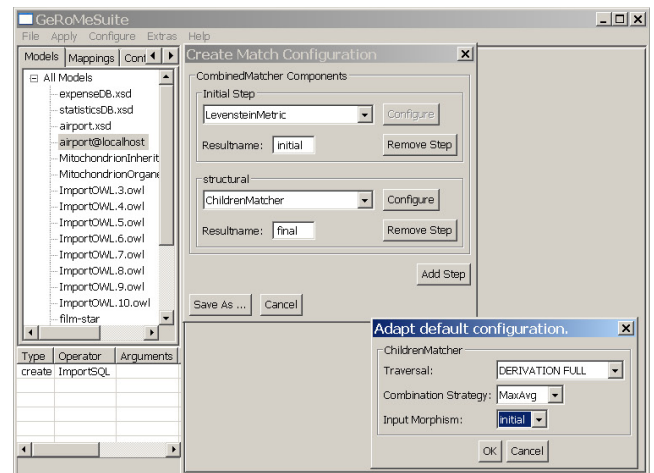 GeRoMeSuite
File Apply Configure Extras Help
Models Mappings Cont
All Models
expenseDB.xsd
statisticsDB.xsd
airport.xsd
airport@localhost
MitochondrionInherit
MitochondrionOrgane
ImportOWL.3.owl
ImportOWL.4.owl
ImportOWL.5.owl
ImportOWL.6.owl
ImportOWL.7.owl
ImportOWL.8.owl
ImportOWL.9.owl
ImportOWL.10.owl
film-star
Type Operator Arguments
create ImportSQL
Create Match Configuration
CombinedMatcher Components
Initial Step
LevensteinMetric Configure
Resultname: initial Remove Step
structural
ChildrenMatcher Configure
Resultname: final Remove Step
Add Step
Save As ... Cancel
Adapt default configuration.
ChildrenMatcher
Traversal: DERIVATION FULL
Combination Strategy: MaxAvg
Input Morphism: initial
OK Cancel